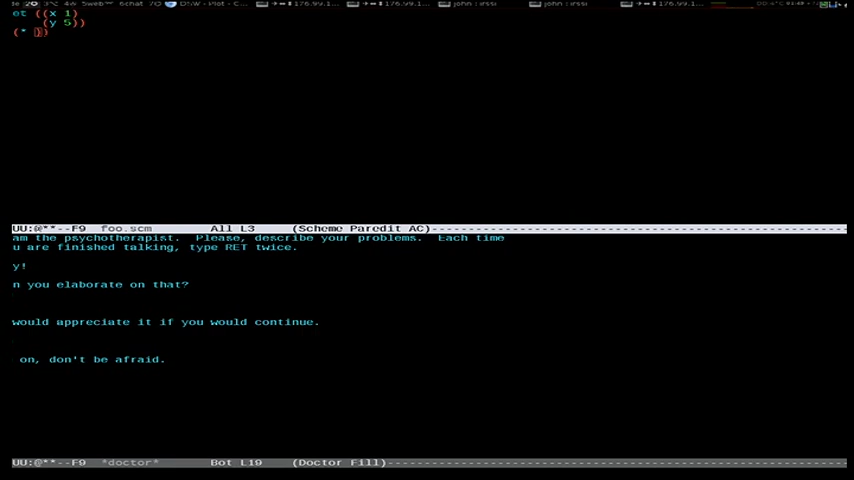 et ((x 1)
(y 5))
(* ))
UU:@**--F9 foo.scm All L3 (Scheme Paredit AC)
am the psychotherapist. Please, describe your problems. Each time
u are finished talking, type RET twice.
y!
n you elaborate on that?
would appreciate it if you would continue.
on, don't be afraid.
UU:@**--F9 *doctor* Bot L19 (Doctor Fill)